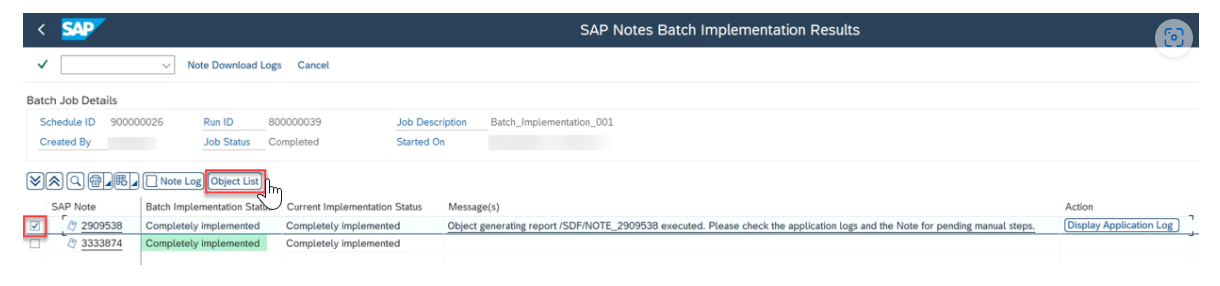 SAP SAP Notes Batch Implementation Results
Note Download Logs Cancel
Batch Job Details
Schedule ID 900000026 Run ID 800000039 Job Description Batch_Implementation_001
Created By Job Status Completed Started On
Note Log Object List
SAP Note Batch Implementation Status Current Implementation Status Message(s) Action
2909538 Completely implemented Completely implemented Object generating report /SDF/NOTE_2909538 executed. Please check the application logs and the Note for pending manual steps. Display Application Log
3333874 Completely implemented Completely implemented